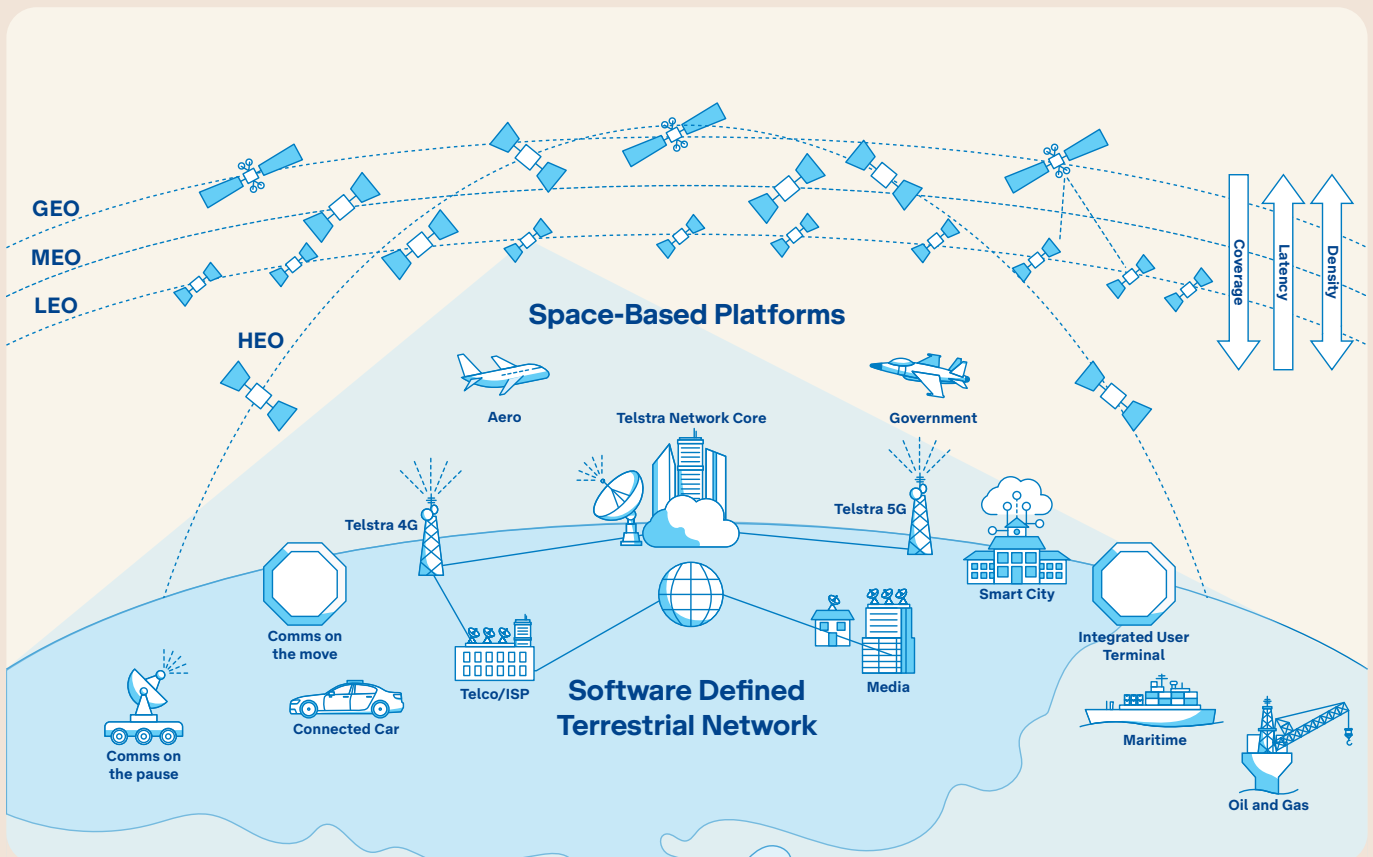 GEO
MEO
LEO
HEO
Coverage
Latency
Density
Space-Based Platforms
Aero
Telstra Network Core
Government
Telstra 4G
Telstra 5G
Smart City
Comms on
the move
Integrated User
Terminal
Telco/ISP
Media
Software Defined
Terrestrial Network
Connected Car
Comms on
the pause
Maritime
Oil and Gas